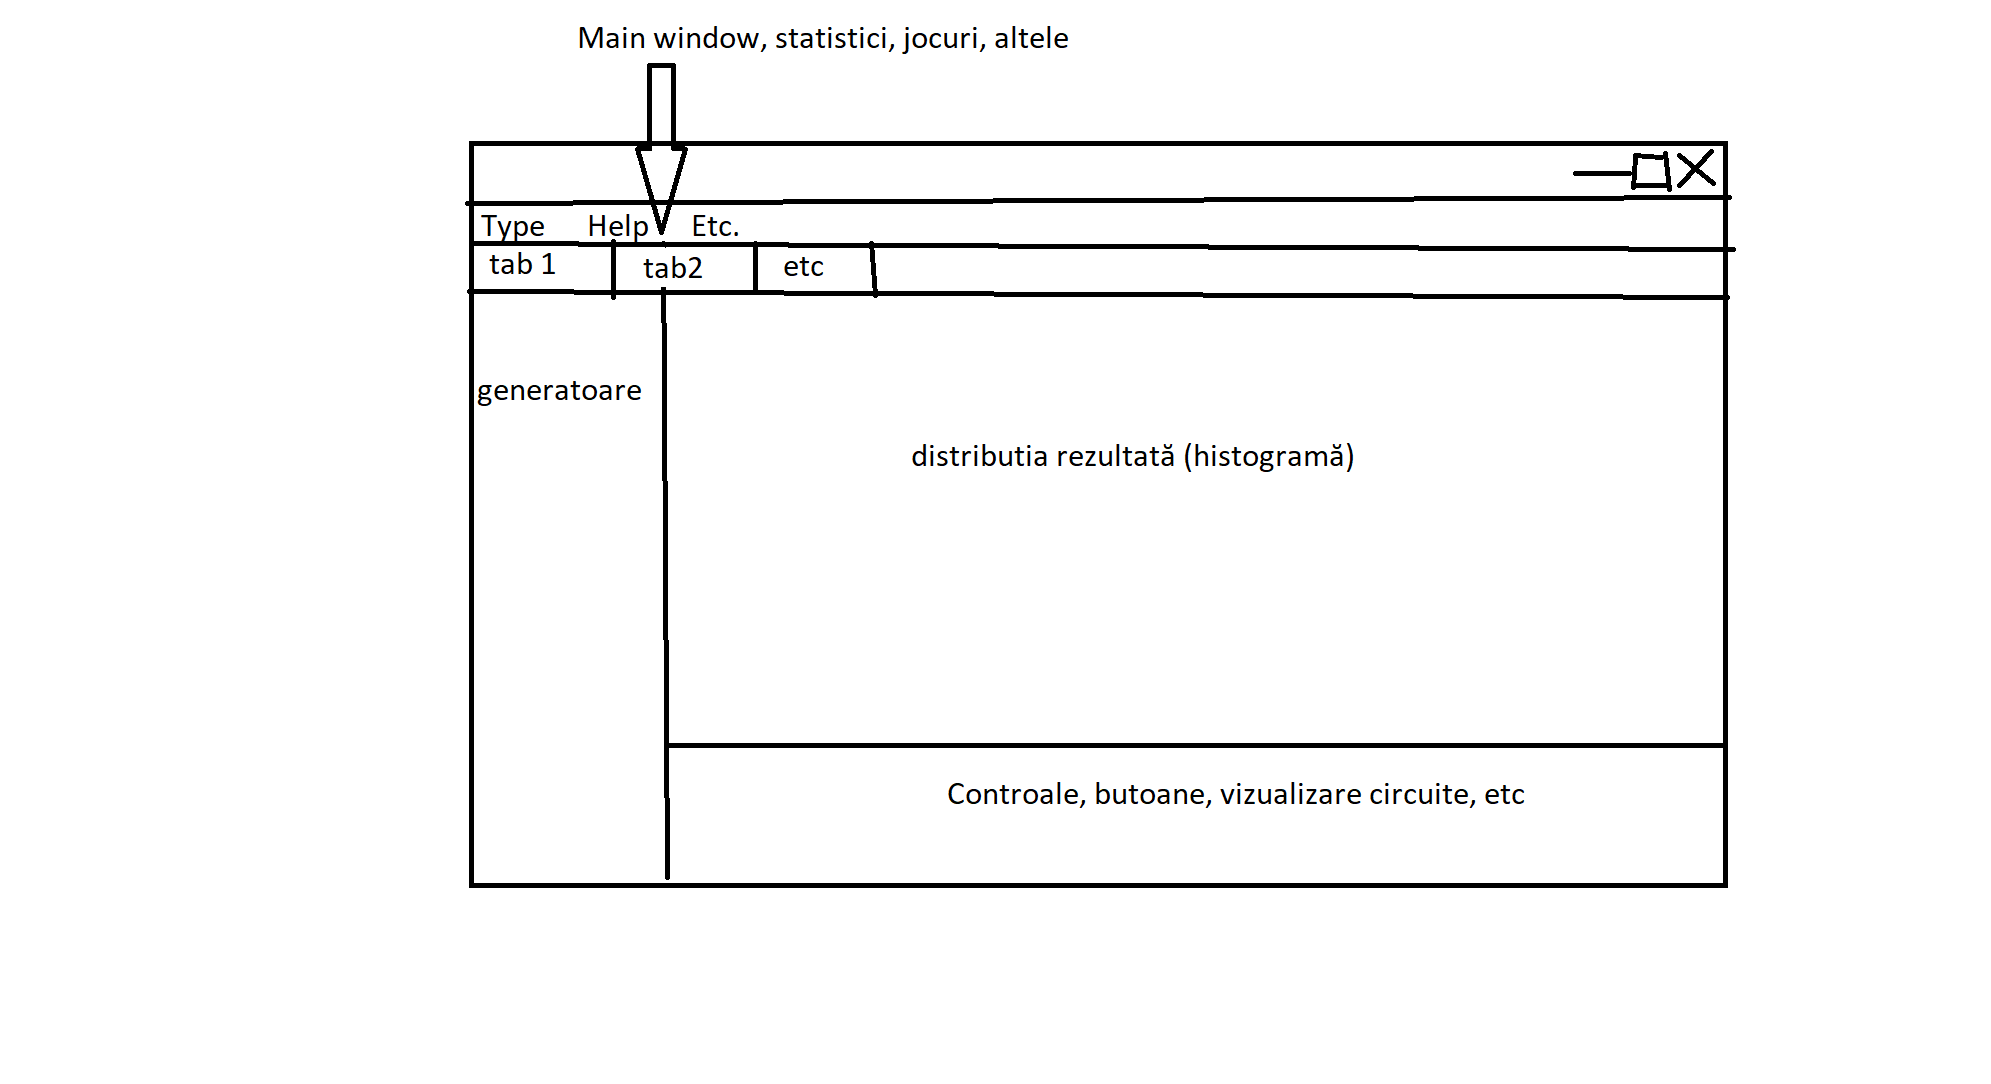 Main window, statistici, jocuri, altele
Type Help Etc.
tab 1 tab2 etc
generatoare
distributia rezultată (histogramă)
Controale, butoane, vizualizare circuite, etc